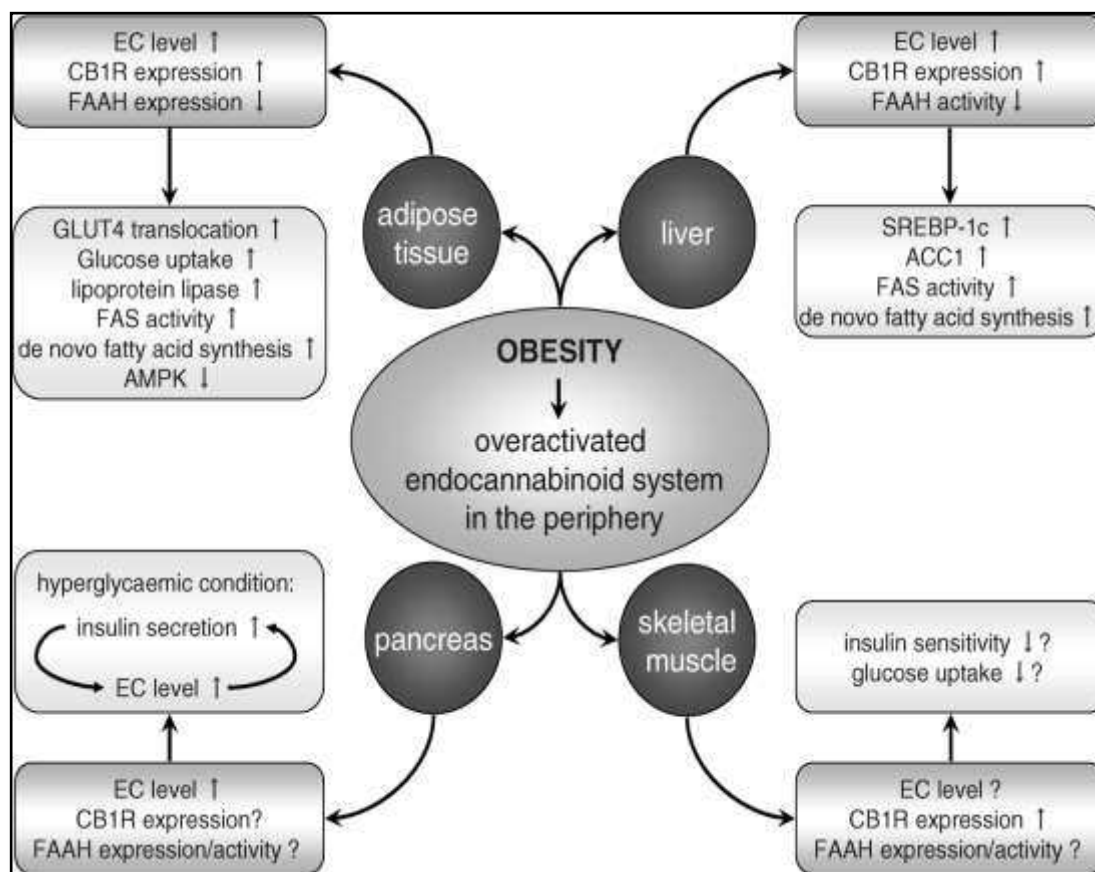 EC level ↑
CB1R expression ↑
FAAH expression ↓
EC level ↑
CB1R expression ↑
FAAH activity ↓
adipose
tissue
liver
GLUT4 translocation ↑
Glucose uptake ↑
lipoprotein lipase ↑
FAS activity ↑
de novo fatty acid synthesis ↑
AMPK ↓
SREBP-1c ↑
ACC1 ↑
FAS activity ↑
de novo fatty acid synthesis ↑
OBESITY
overactivated
endocannabinoid system
in the periphery
hyperglycaemic condition:
insulin secretion ↑
EC level ↑
pancreas
skeletal
muscle
insulin sensitivity ↓?
glucose uptake ↓?
EC level ↑
CB1R expression?
FAAH expression/activity ?
EC level ?
CB1R expression ↑
FAAH expression/activity ?